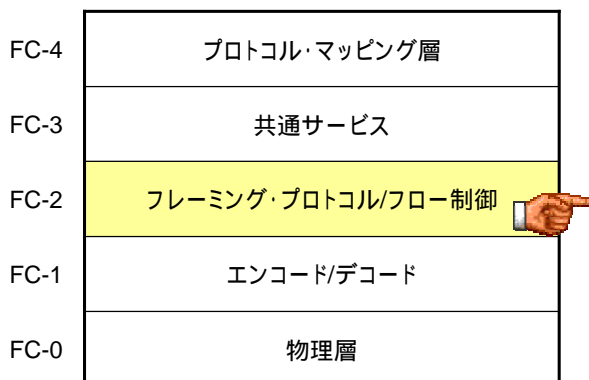 FC-4 プロトコル・マッピング層
FC-3 共通サービス
FC-2 フレーミング・プロトコル/フロー制御
FC-1 エンコード/デコード
FC-0 物理層